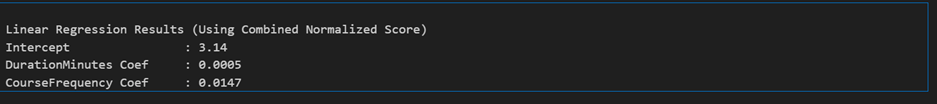 Linear Regression Results (Using Combined Normalized Score)
Intercept : 3.14
DurationMinutes Coef : 0.0005
CourseFrequency Coef : 0.0147